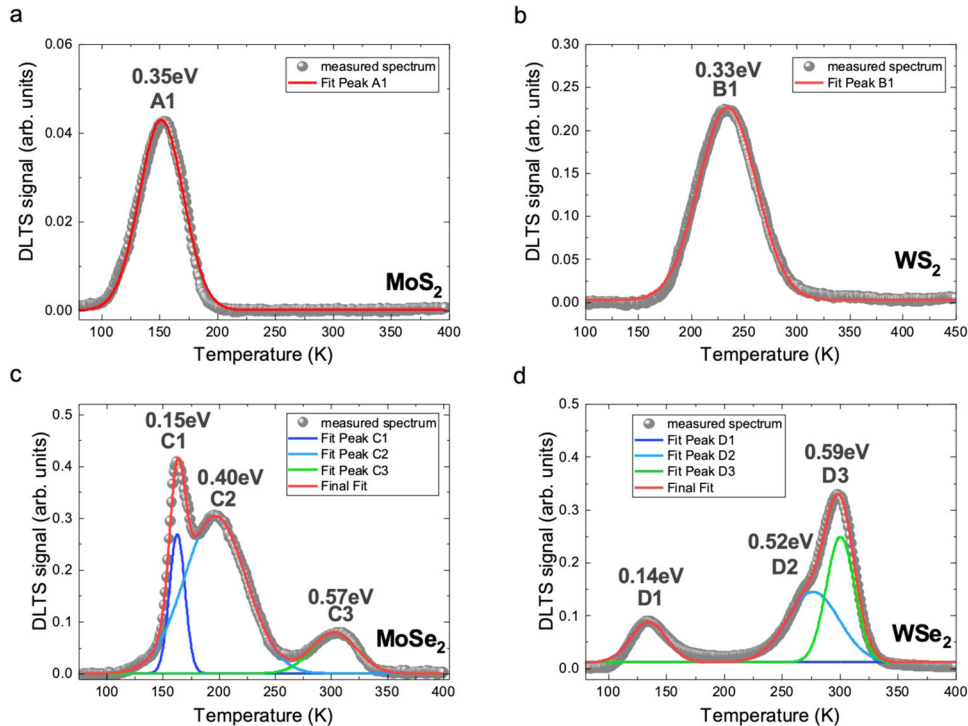 a
0.06
0.04
0.02
0.00
DLTS signal (arb. units)
0.35eV
A1
measured spectrum
Fit Peak A1
MoS2
100 150 200 250 300 350 400
Temperature (K)
b
0.30
0.25
0.20
0.15
0.10
0.05
0.00
DLTS signal (arb. units)
0.33eV
B1
measured spectrum
Fit Peak B1
WS2
100 150 200 250 300 350 400 450
Temperature (K)
c
0.5
0.4
0.3
0.2
0.1
0.0
DLTS signal (arb. units)
0.15eV
C1
0.40eV
C2
0.57eV
C3
measured spectrum
Fit Peak C1
Fit Peak C2
Fit Peak C3
Final Fit
MoSe2
100 150 200 250 300 350 400
Temperature (K)
d
0.5
0.4
0.3
0.2
0.1
0.0
DLTS signal (arb. units)
measured spectrum
Fit Peak D1
Fit Peak D2
Fit Peak D3
Final Fit
0.59eV
D3
0.52eV
D2
0.14eV
D1
WSe2
100 150 200 250 300 350 400
Temperature (K)